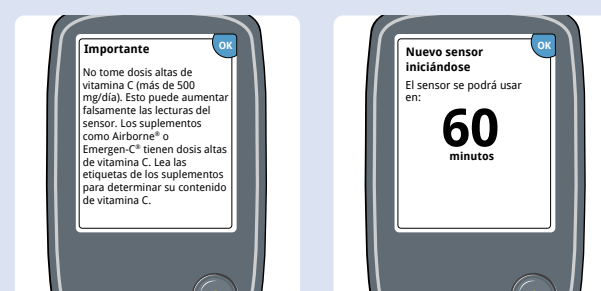 Importante
OK
No tome dosis altas de
vitamina C (más de 500
mg/día). Esto puede aumentar
falsamente las lecturas del
sensor. Los suplementos
como Airborne® o
Emergen-C® tienen dosis altas
de vitamina C. Lea las
etiquetas de los suplementos
para determinar su contenido
de vitamina C.
Nuevo sensor
iniciándose
OK
El sensor se podrá usar
en:
60
minutos